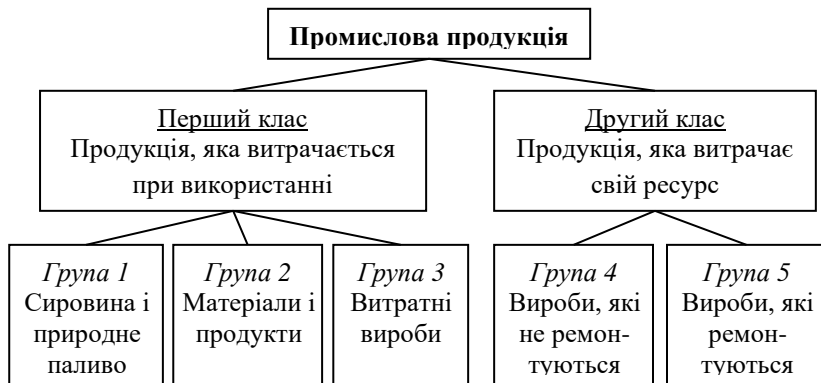 Промислова продукція
Перший клас
Продукція, яка витрачається
при використанні
Другий клас
Продукція, яка витрачає
свій ресурс
Група 1
Сировина і
природне
паливо
Група 2
Матеріали і
продукти
Група 3
Витратні
вироби
Група 4
Вироби, які
не ремон-
туються
Група 5
Вироби, які
ремон-
туються